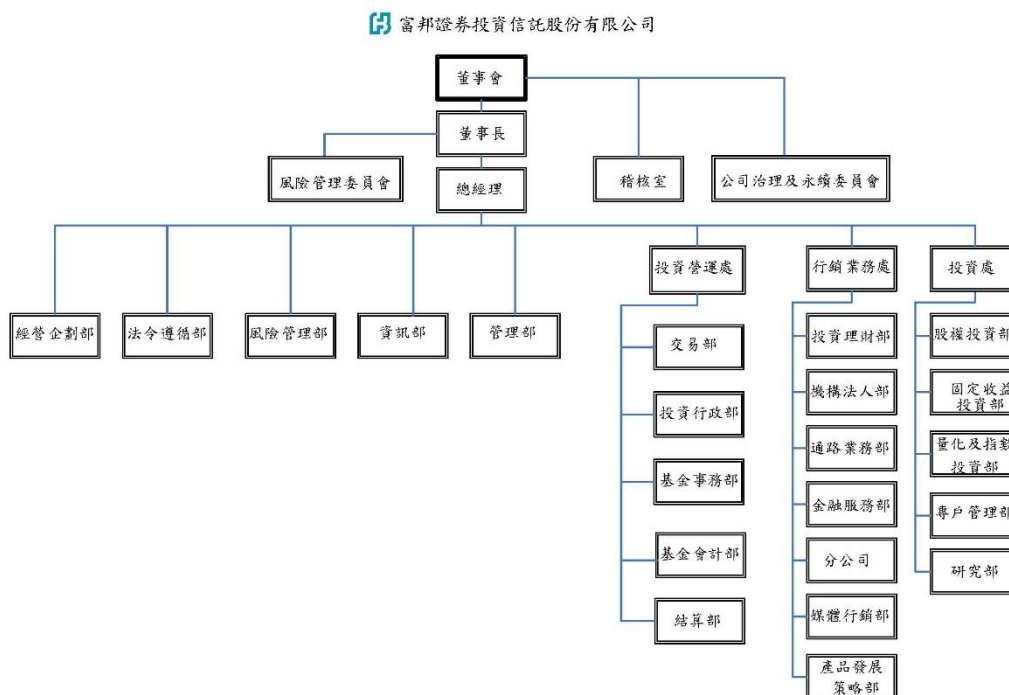 富邦證券投資信託股份有限公司
董事會
董事長
風險管理委員會
總經理
稽核室
公司治理及永續委員會
投資營運處
行銷業務處
投資處
經營企劃部
法令遵循部
風險管理部
資訊部
管理部
交易部
投資行政部
基金事務部
基金會計部
結算部
投資理財部
機構法人部
通路業務部
金融服務部
分公司
媒體行銷部
產品發展
策略部
股權投資部
固定收益
投資部
量化及指數
投資部
專戶管理部
研究部